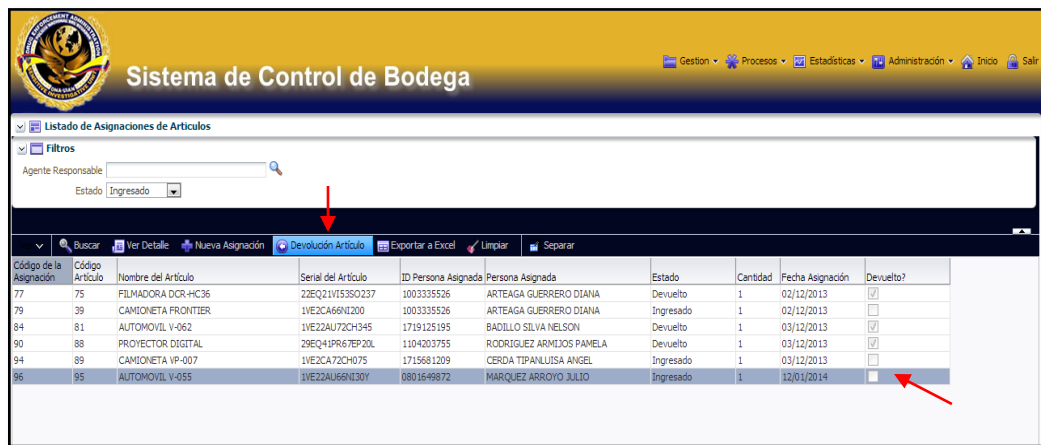 Sistema de Control de Bodega
Gestion Procesos Estadísticas Administración Inicio Salir
Listado de Asignaciones de Articulos
Filtros
Agente Responsable
Estado Ingresado
Buscar Ver Detalle Nueva Asignación Devolución Artículo Exportar a Excel Limpiar Separar
Código de la Asignación Código Artículo Nombre del Artículo Serial del Artículo ID Persona Asignada Persona Asignada Estado Cantidad Fecha Asignación Devuelto?
77 75 FILMADORA DCR-HC36 22EQ21VI53SO237 1003335526 ARTEAGA GUERRERO DIANA Devuelto 1 02/12/2013
79 39 CAMIONETA FRONTIER 1VE2CA66NI200 1003335526 ARTEAGA GUERRERO DIANA Ingresado 1 02/12/2013
84 81 AUTOMOVIL V-062 1VE22AU72CH345 1719125195 BADILLO SILVA NELSON Devuelto 1 03/12/2013
90 88 PROYECTOR DIGITAL 29EQ41PR67EP20L 1104203755 RODRIGUEZ ARMIJOS PAMELA Devuelto 1 03/12/2013
94 89 CAMIONETA VP-007 1VE2CA72CH075 1715681209 CERDA TIPANLUISA ANGEL Ingresado 1 03/12/2013
96 95 AUTOMOVIL V-055 1VE22AU66NI30Y 0801649872 MARQUEZ ARROYO JULIO Ingresado 1 12/01/2014